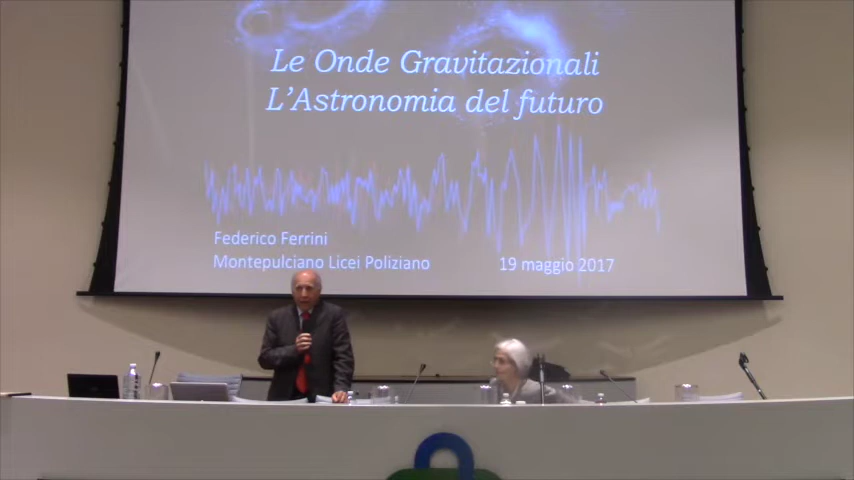 Le Onde Gravitazionali
L'Astronomia del futuro
Federico Ferrini
Montepulciano Licei Poliziano
19 maggio 2017